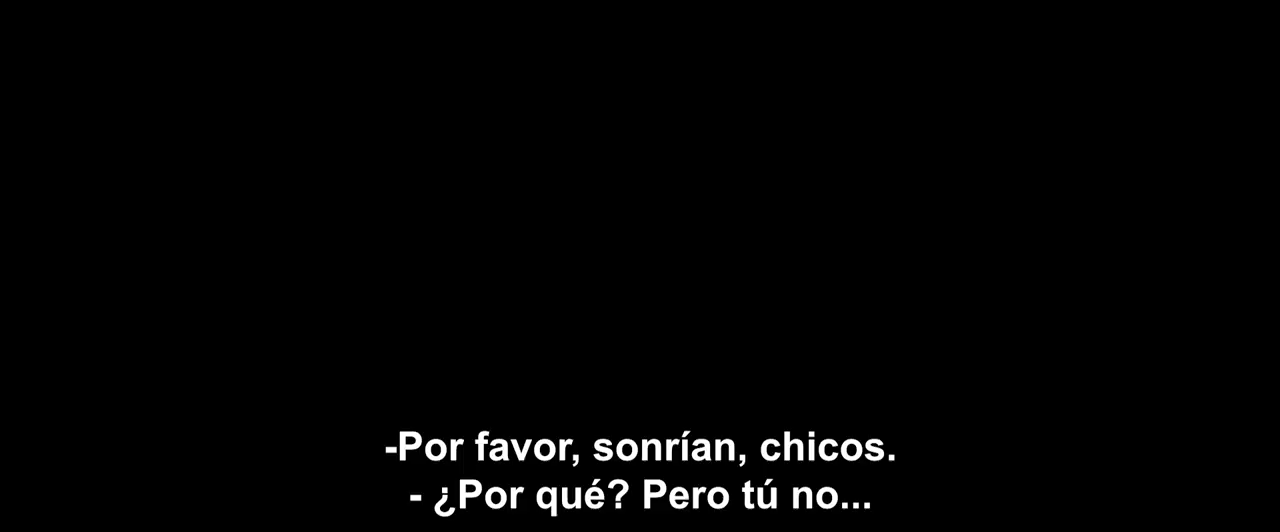 -Por favor, sonrían, chicos.
- ¿Por qué? Pero tú no...